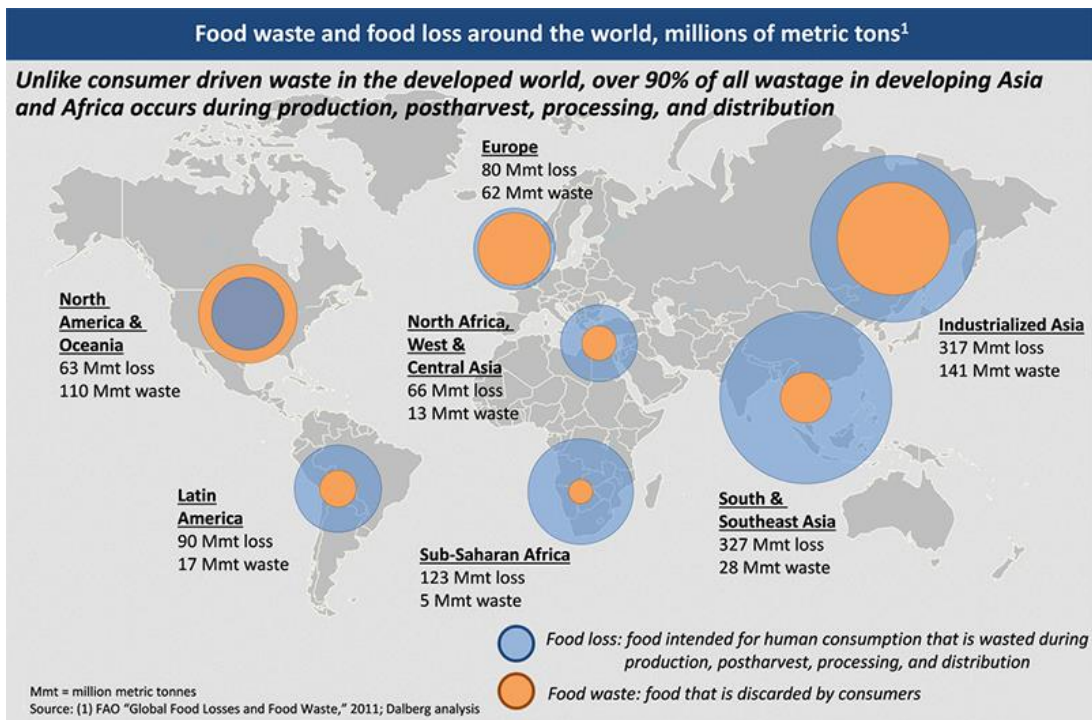 Food waste and food loss around the world, millions of metric tons1
Unlike consumer driven waste in the developed world, over 90% of all wastage in developing Asia
and Africa occurs during production, postharvest, processing, and distribution
Europe
80 Mmt loss
62 Mmt waste
North
America &
Oceania
63 Mmt loss
110 Mmt waste
North Africa,
West &
Central Asia
66 Mmt loss
13 Mmt waste
Industrialized Asia
317 Mmt loss
141 Mmt waste
Latin
America
90 Mmt loss
17 Mmt waste
Sub-Saharan Africa
123 Mmt loss
5 Mmt waste
South &
Southeast Asia
327 Mmt loss
28 Mmt waste
Food loss: food intended for human consumption that is wasted during
production, postharvest, processing, and distribution
Food waste: food that is discarded by consumers
Mmt = million metric tonnes
Source: (1) FAO "Global Food Losses and Food Waste," 2011; Dalberg analysis